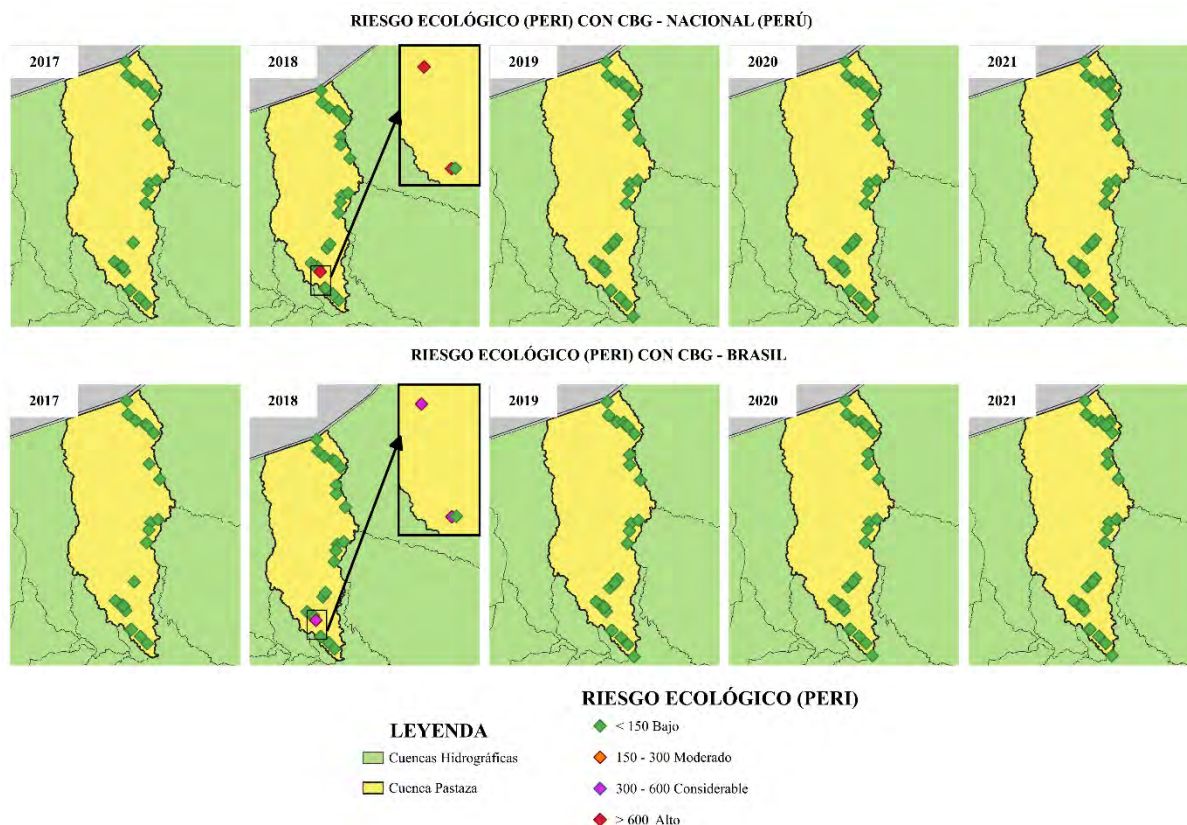 RIESGO ECOLÓGICO (PERI) CON CBG - NACIONAL (PERÚ)
2017
2018
2019
2020
2021
RIESGO ECOLÓGICO (PERI) CON CBG - BRASIL
2017
2018
2019
2020
2021
LEYENDA
Cuencas Hidrográficas
Cuenca Pastaza
RIESGO ECOLÓGICO (PERI)
< 150 Bajo
150 - 300 Moderado
300 - 600 Considerable
> 600 Alto